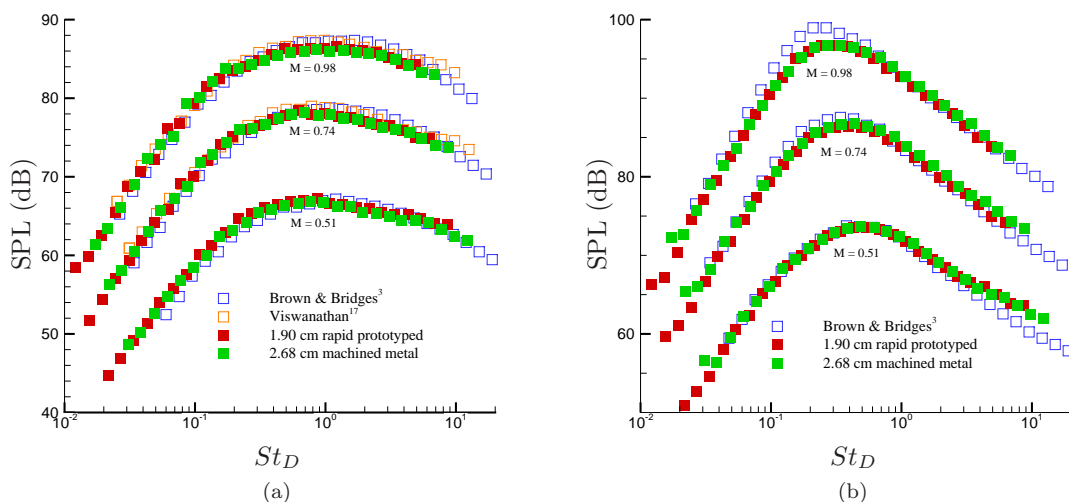 90
80
70
60
50
40
SPL (dB)
M = 0.98
M = 0.74
M = 0.51
Brown & Bridges³
Viswanathan¹⁷
1.90 cm rapid prototyped
2.68 cm machined metal
10⁻² 10⁻¹ 10⁰ 10¹
St_D
(a)
100
80
60
SPL (dB)
M = 0.98
M = 0.74
M = 0.51
Brown & Bridges³
1.90 cm rapid prototyped
2.68 cm machined metal
10⁻² 10⁻¹ 10⁰ 10¹
St_D
(b)